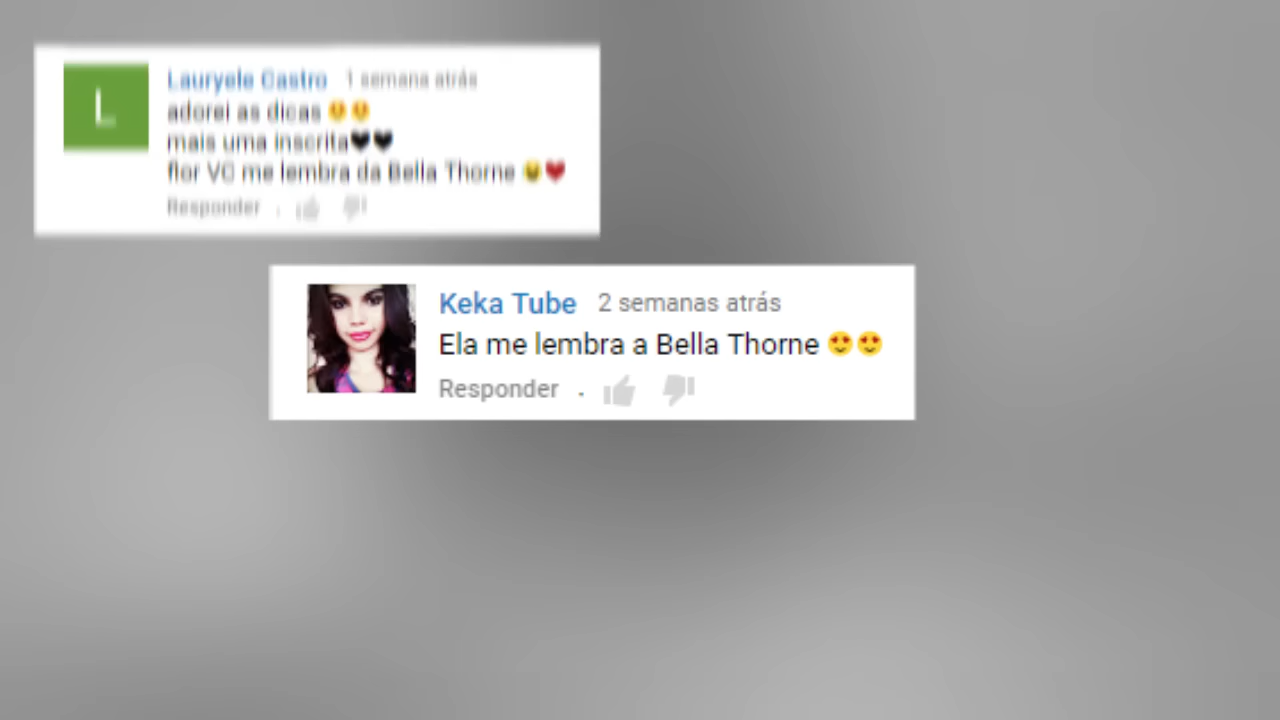 L
Lauryele Castro 1 semana atrás
adorei as dicas 😍😍
mais uma inscrita🖤🖤
flor VC me lembra da Bella Thorne 😍❤
Responder .
Keka Tube 2 semanas atrás
Ela me lembra a Bella Thorne 😍😍
Responder .